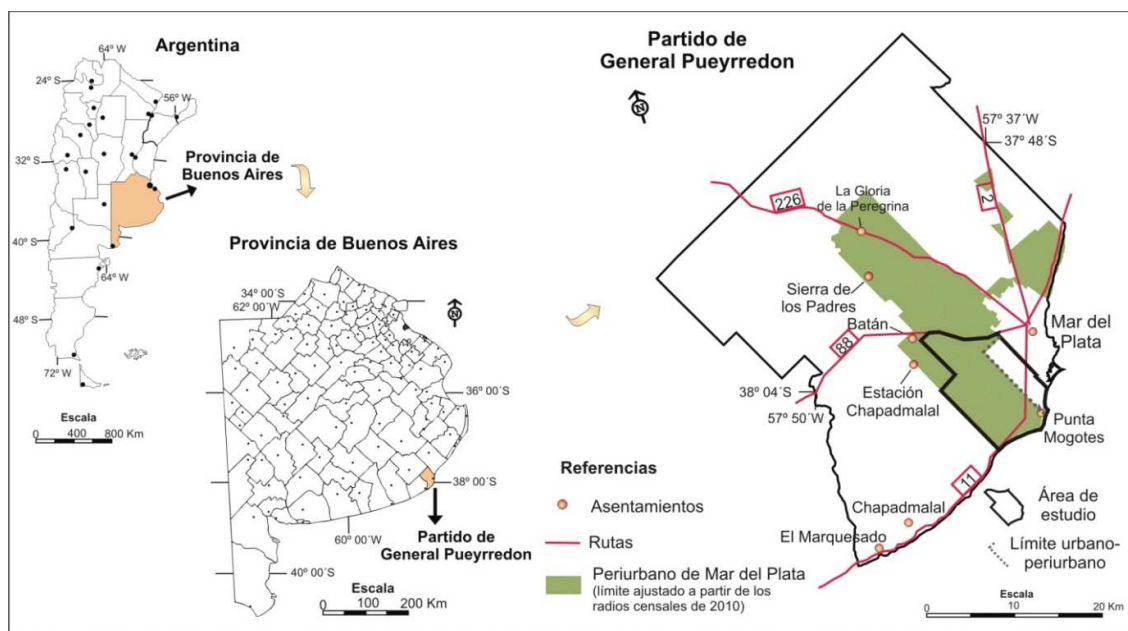 Argentina
64º W
24º S
56º W
32º S
Provincia de
Buenos Aires
40º S
64º W
48º S
72º W
Escala
0 400 800 Km
Provincia de Buenos Aires
34º 00´S
62º 00´W
N
36º 00´S
38º 00´S
60º 00´W
Partido de
General Pueyrredon
40º 00´S
Escala
0 100 200 Km
Partido de
General Pueyrredon
N
57º 37´W
37º 48´S
226
La Gloria
de la Peregrina
2
Sierra de
los Padres
Batán
Mar del
Plata
88
Estación
Chapadmalal
38º 04´S
57º 50´W
Punta
Mogotes
11
Chapadmalal
El Marquesado
Referencias
Asentamientos
Rutas
Periurbano de Mar del Plata
(límite ajustado a partir de los
radios censales de 2010)
Área de
estudio
Límite urbano-
periurbano
Escala
0 10 20 Km